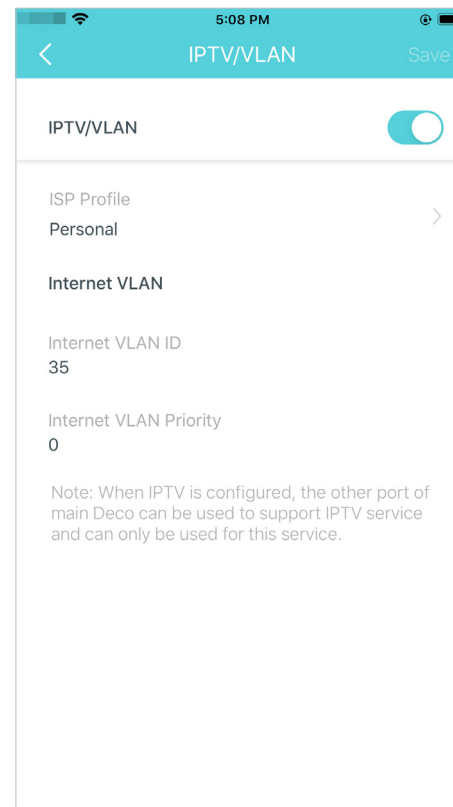 5:08 PM
IPTV/VLAN
Save
IPTV/VLAN
ISP Profile
Personal
Internet VLAN
Internet VLAN ID
35
Internet VLAN Priority
0
Note: When IPTV is configured, the other port of
main Deco can be used to support IPTV service
and can only be used for this service.